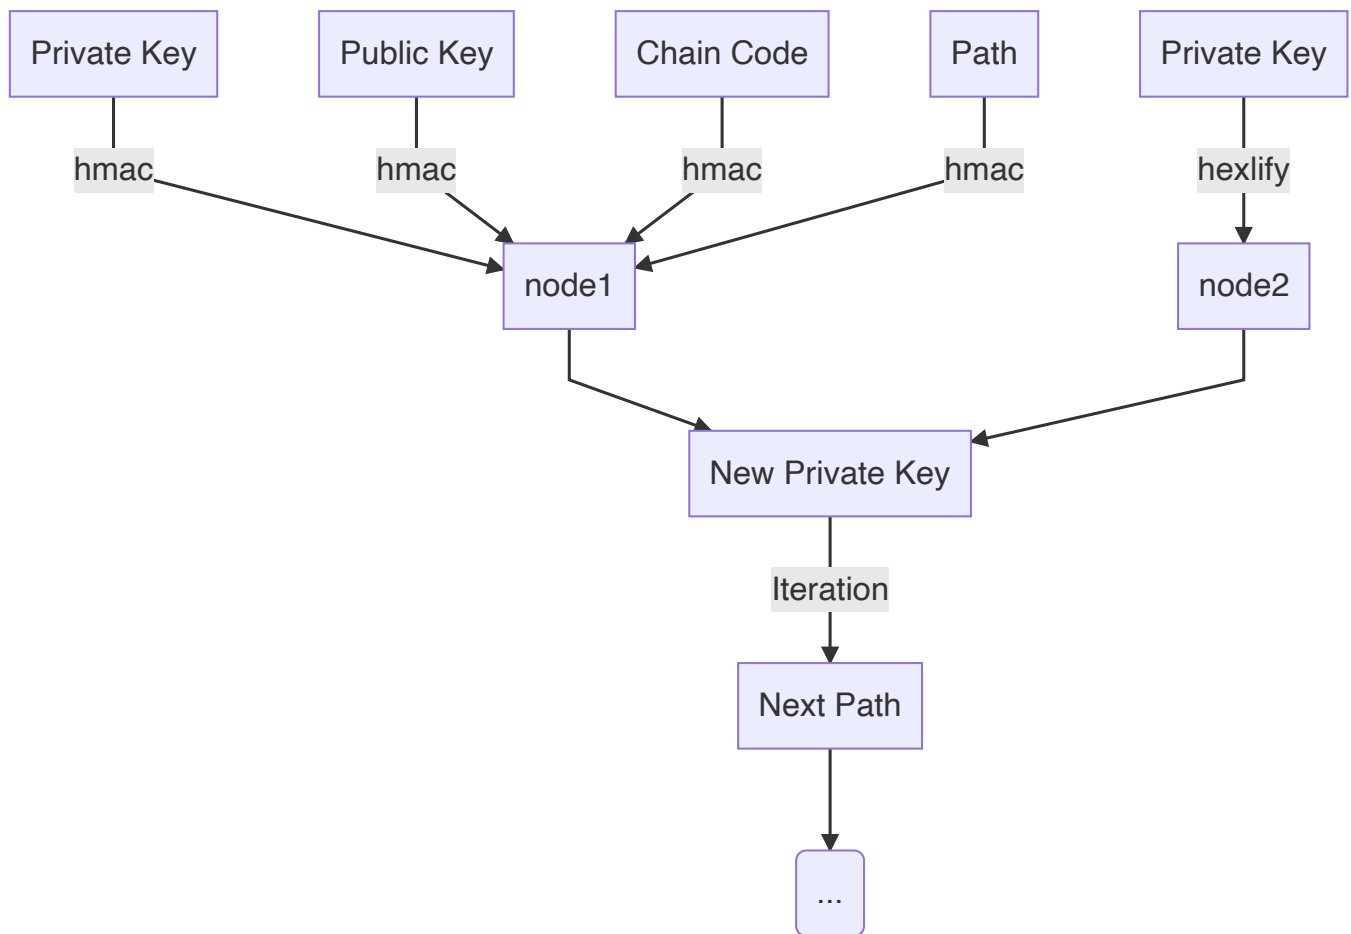 Private Key
Public Key
Chain Code
Path
Private Key
hmac
hmac
hmac
hmac
hexlify
node1
node2
New Private Key
Iteration
Next Path
...